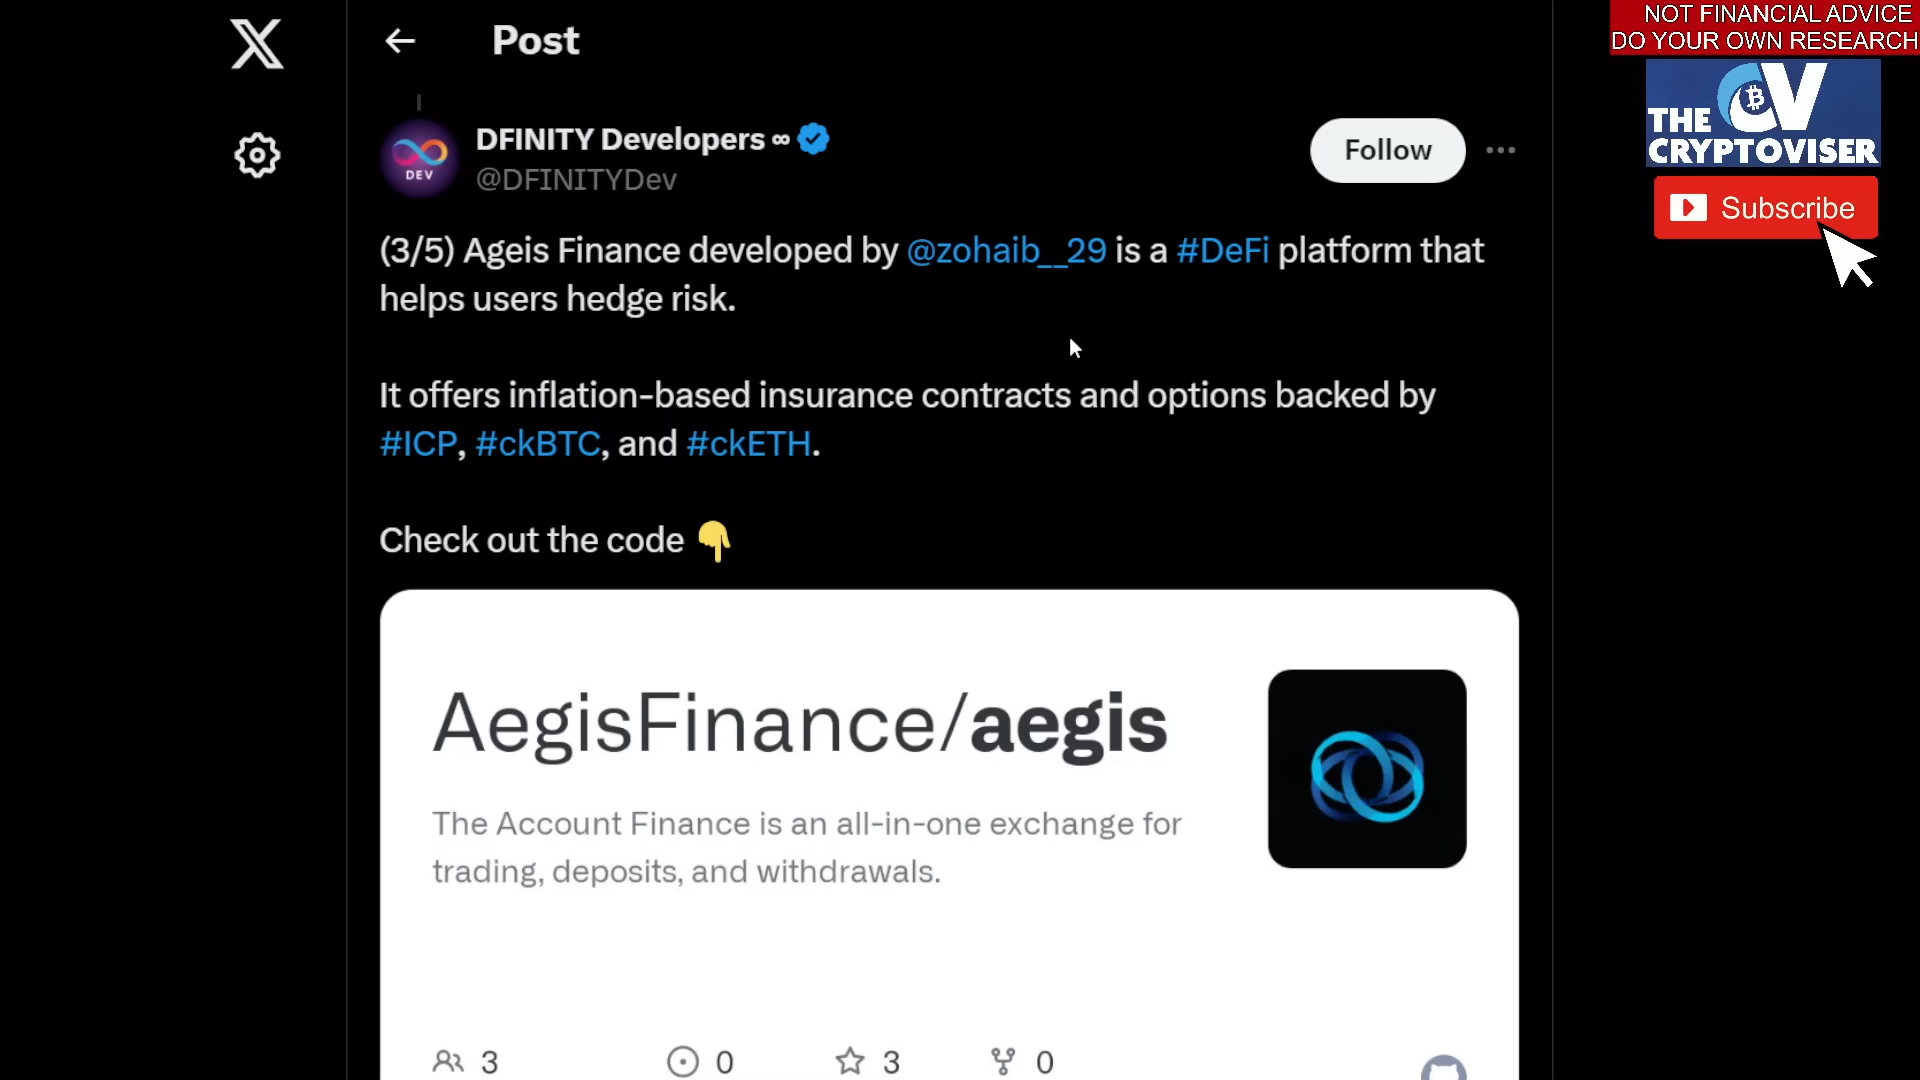 Post
NOT FINANCIAL ADVICE
DO YOUR OWN RESEARCH
THE CV
CRYPTOVISER
Subscribe
DEV
DFINITY Developers ∞
@DFINITYDev
Follow
(3/5) Ageis Finance developed by @zohaib__29 is a #DeFi platform that
helps users hedge risk.
It offers inflation-based insurance contracts and options backed by
#ICP, #ckBTC, and #ckETH.
Check out the code 👇
AegisFinance/aegis
The Account Finance is an all-in-one exchange for
trading, deposits, and withdrawals.
3 0 3 0